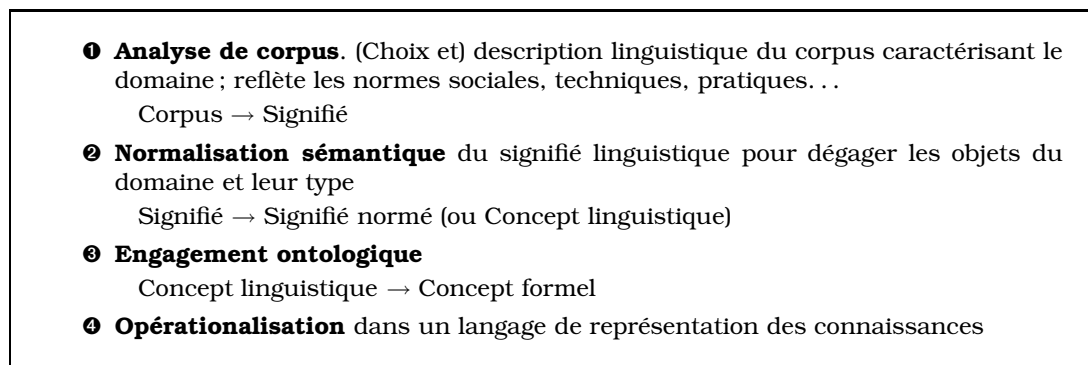 ❶ Analyse de corpus. (Choix et) description linguistique du corpus caractérisant le
domaine ; reflète les normes sociales, techniques, pratiques...
Corpus → Signifié
❷ Normalisation sémantique du signifié linguistique pour dégager les objets du
domaine et leur type
Signifié → Signifié normé (ou Concept linguistique)
❸ Engagement ontologique
Concept linguistique → Concept formel
❹ Opérationalisation dans un langage de représentation des connaissances